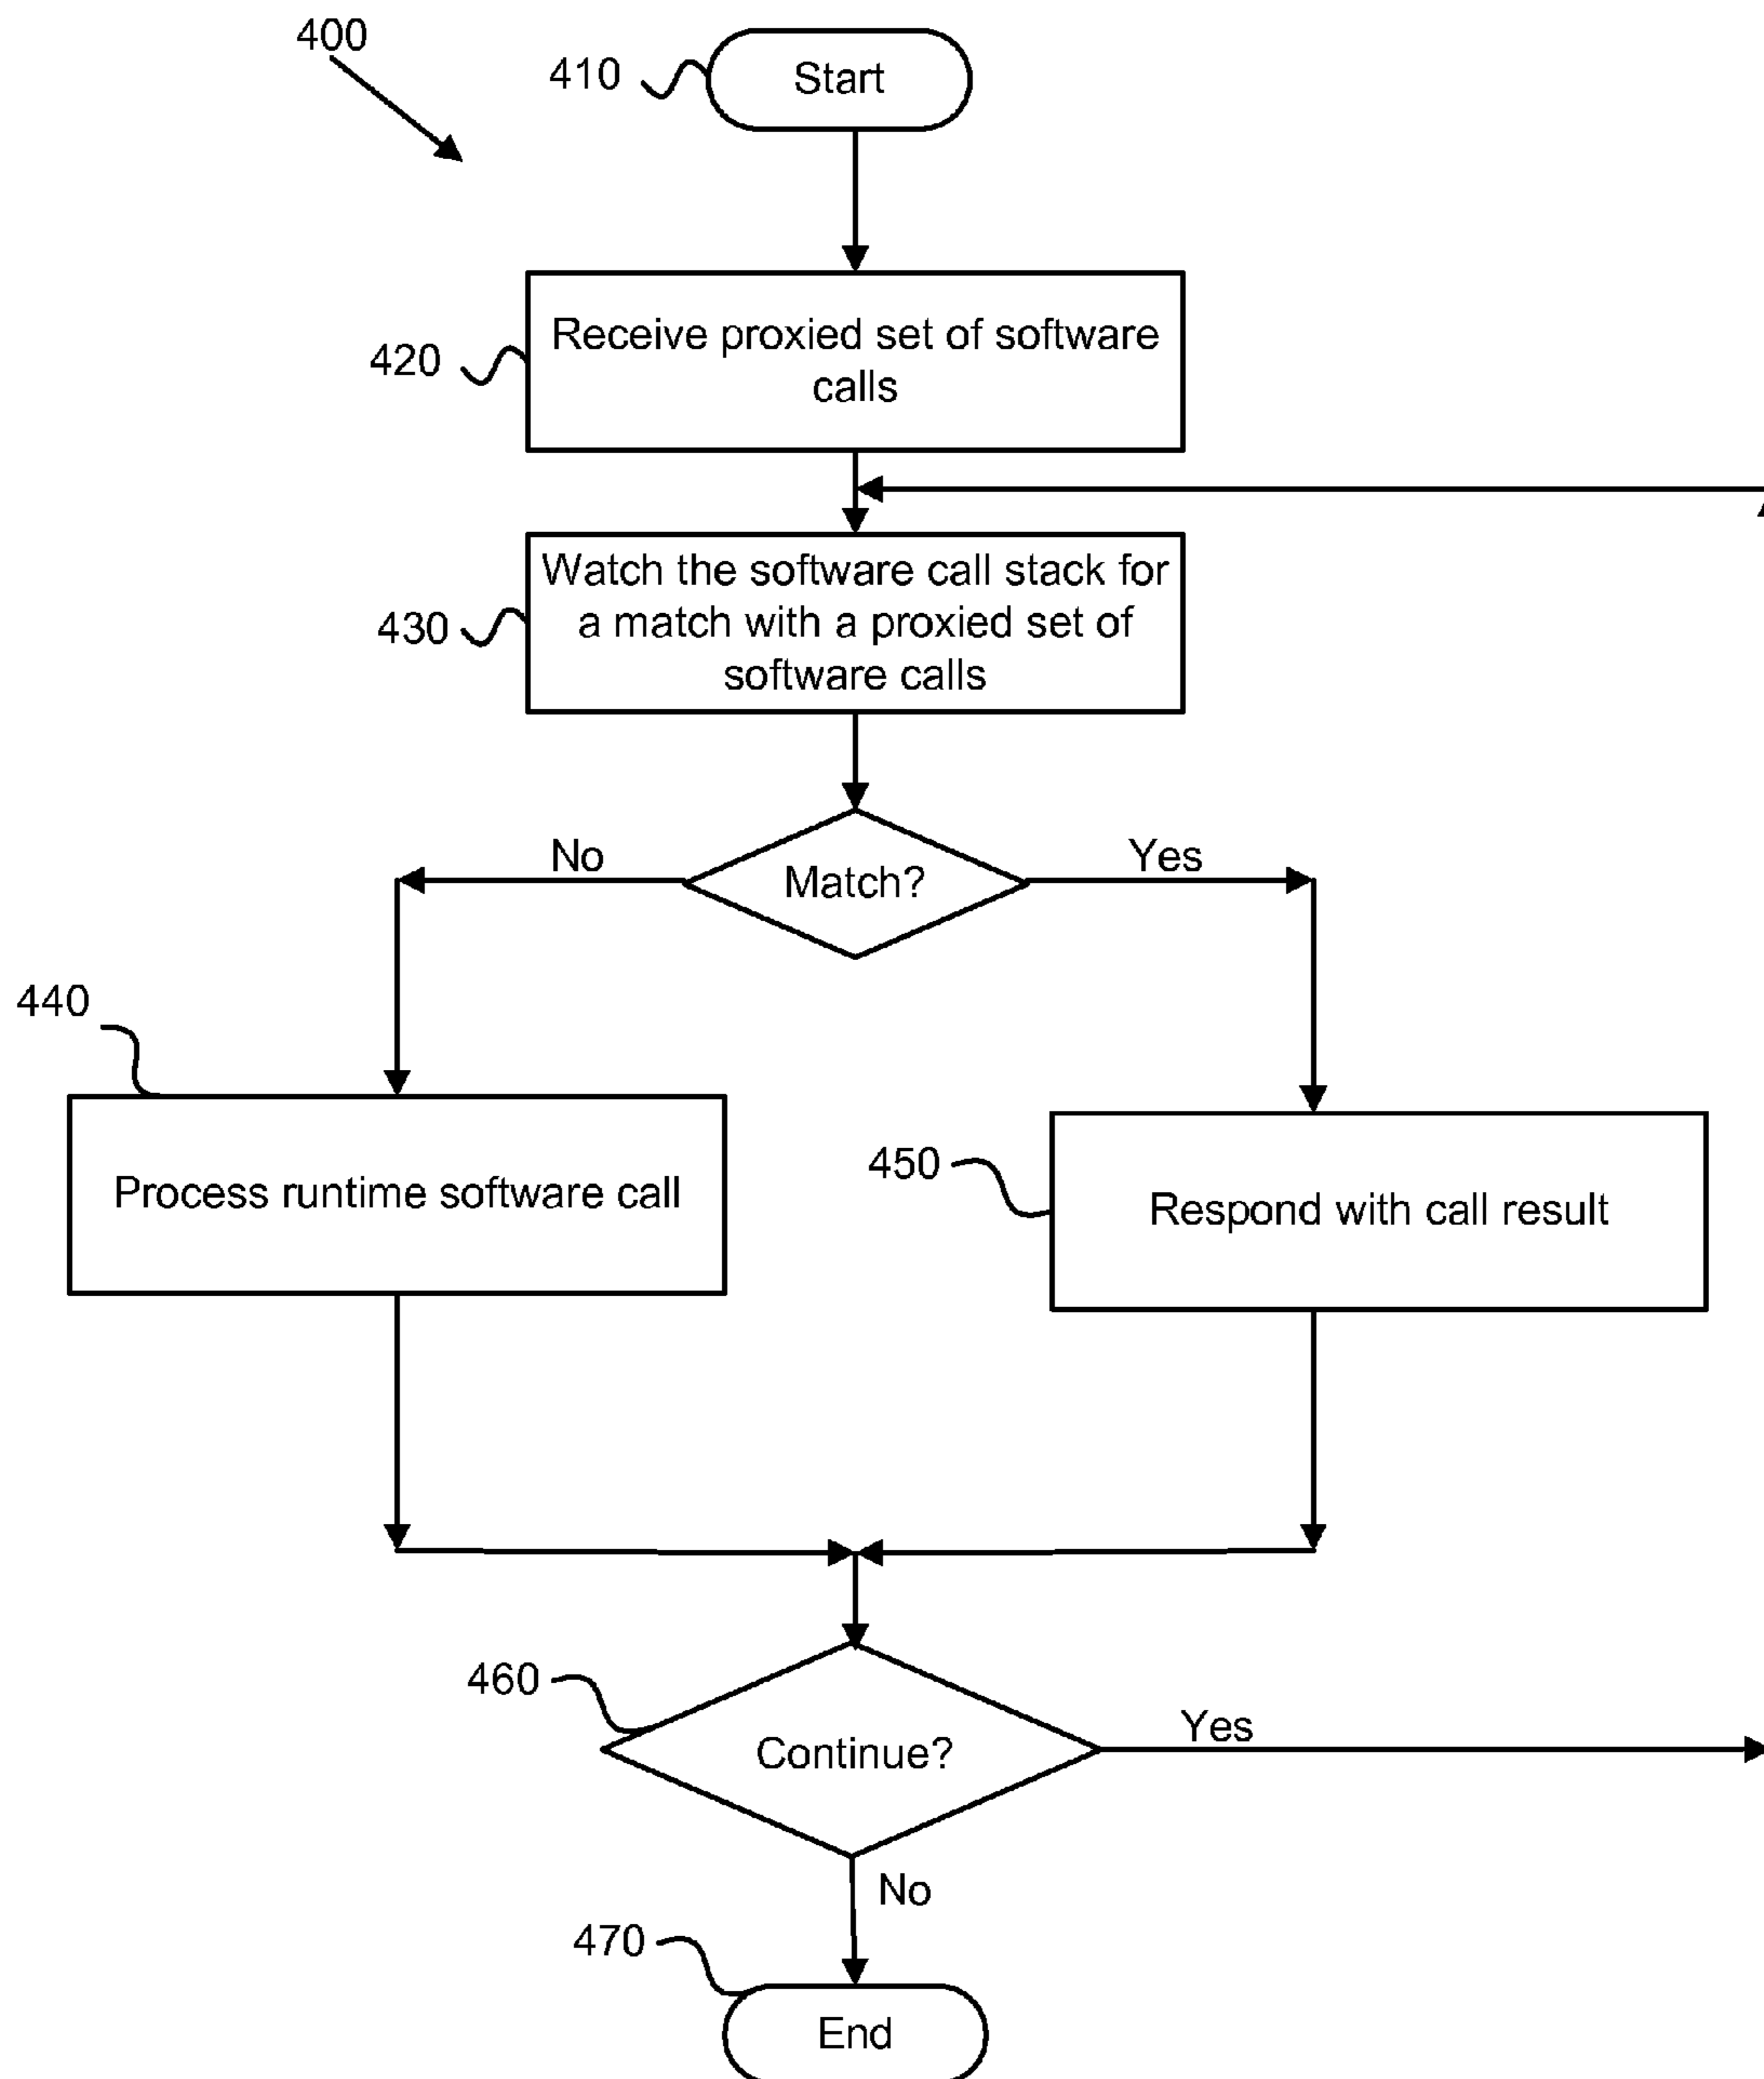 400
410
Start
420
Receive proxied set of software
calls
430
Watch the software call stack for
a match with a proxied set of
software calls
No
Match?
Yes
440
Process runtime software call
450
Respond with call result
460
Continue?
Yes
No
470
End